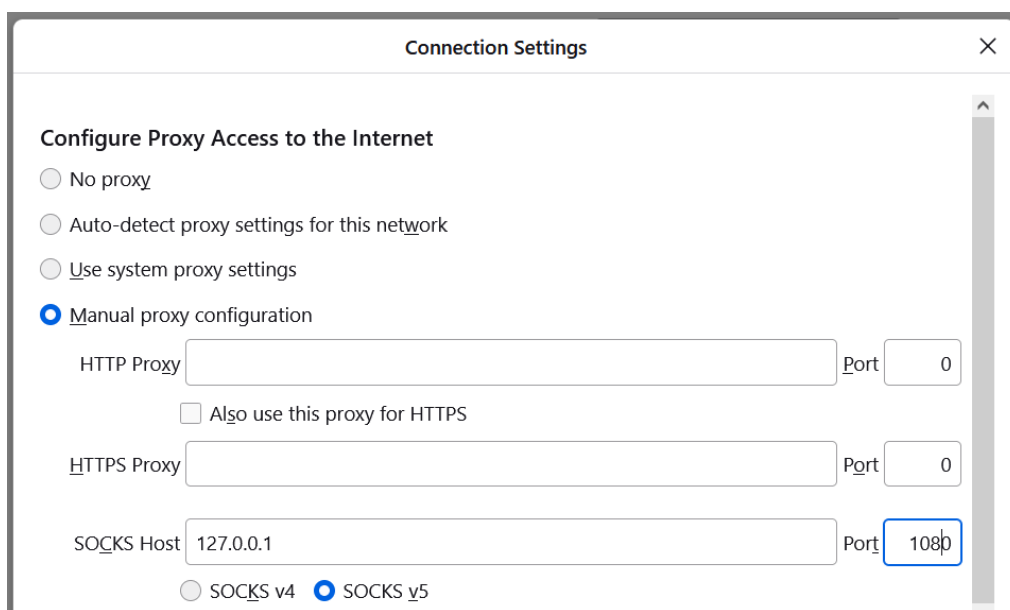 Connection Settings
Configure Proxy Access to the Internet
No proxy
Auto-detect proxy settings for this network
Use system proxy settings
Manual proxy configuration
HTTP Proxy Port 0
Also use this proxy for HTTPS
HTTPS Proxy Port 0
SOCKS Host 127.0.0.1 Port 1080
SOCKS v4 SOCKS v5